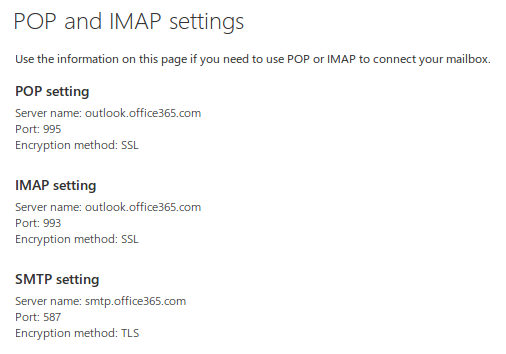 POP and IMAP settings
Use the information on this page if you need to use POP or IMAP to connect your mailbox.
POP setting
Server name: outlook.office365.com
Port: 995
Encryption method: SSL
IMAP setting
Server name: outlook.office365.com
Port: 993
Encryption method: SSL
SMTP setting
Server name: smtp.office365.com
Port: 587
Encryption method: TLS